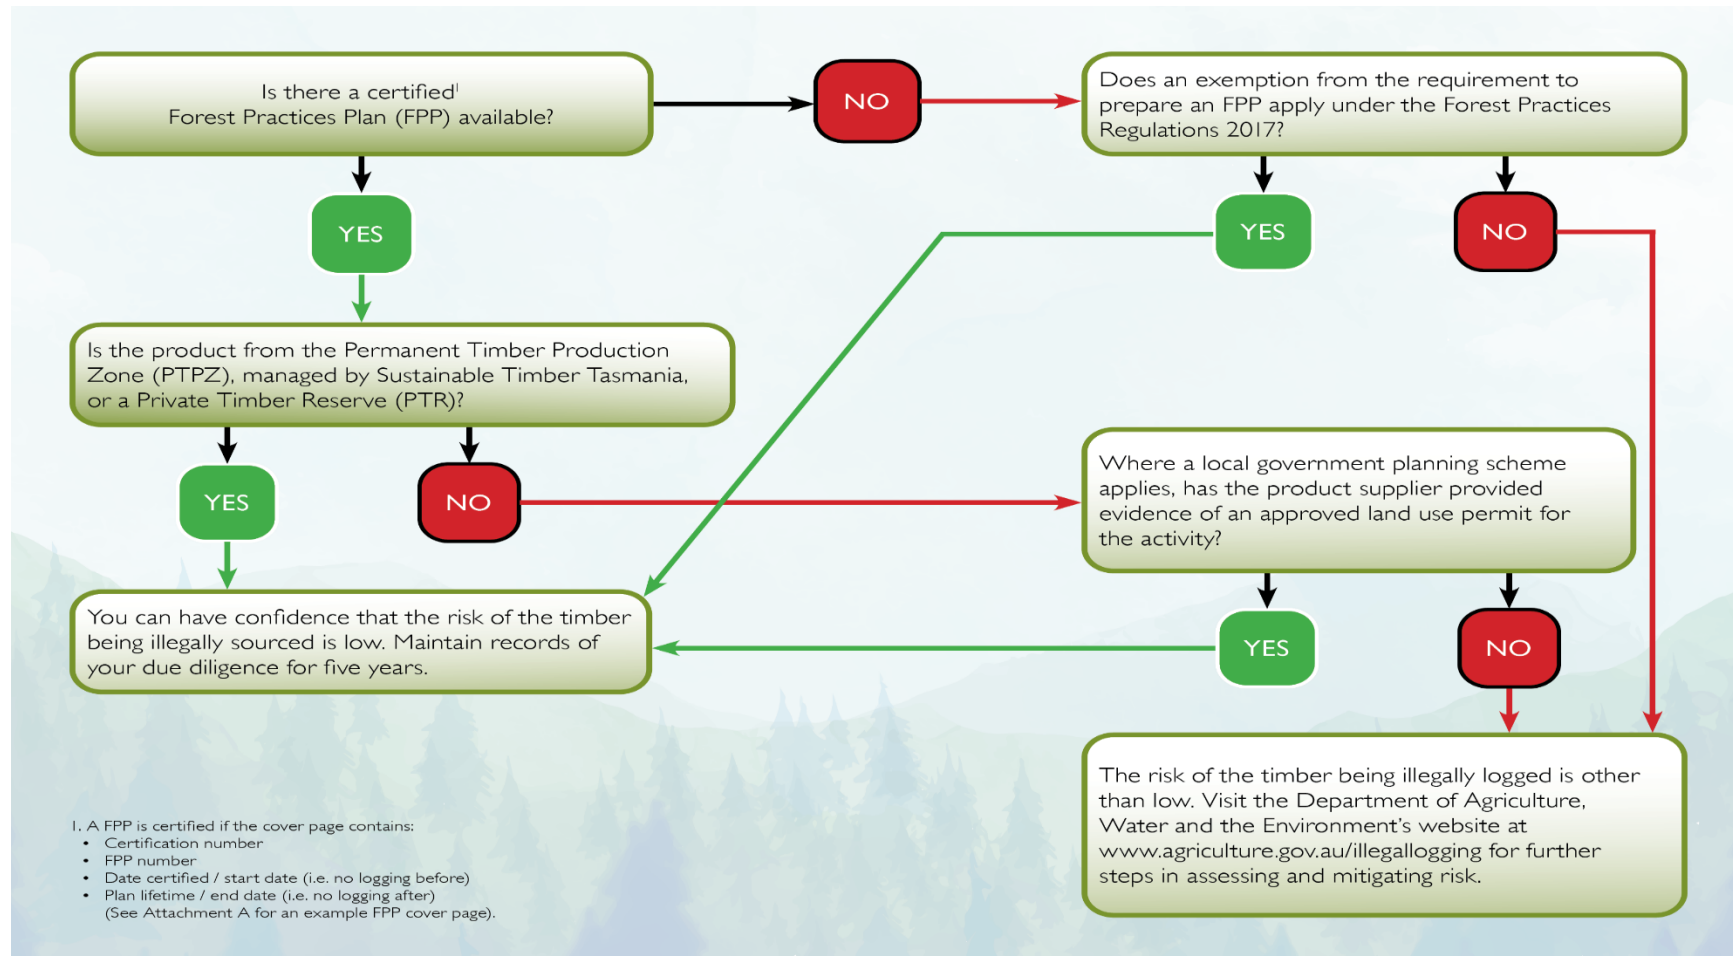 Is there a certified¹
Forest Practices Plan (FPP) available?
NO
Does an exemption from the requirement to
prepare an FPP apply under the Forest Practices
Regulations 2017?
YES
YES
NO
Is the product from the Permanent Timber Production
Zone (PTPZ), managed by Sustainable Timber Tasmania,
or a Private Timber Reserve (PTR)?
YES
NO
Where a local government planning scheme
applies, has the product supplier provided
evidence of an approved land use permit for
the activity?
You can have confidence that the risk of the timber
being illegally sourced is low. Maintain records of
your due diligence for five years.
YES
NO
The risk of the timber being illegally logged is other
than low. Visit the Department of Agriculture,
Water and the Environment's website at
www.agriculture.gov.au/illegallogging for further
steps in assessing and mitigating risk.
1. A FPP is certified if the cover page contains:
• Certification number
• FPP number
• Date certified / start date (i.e. no logging before)
• Plan lifetime / end date (i.e. no logging after)
(See Attachment A for an example FPP cover page).